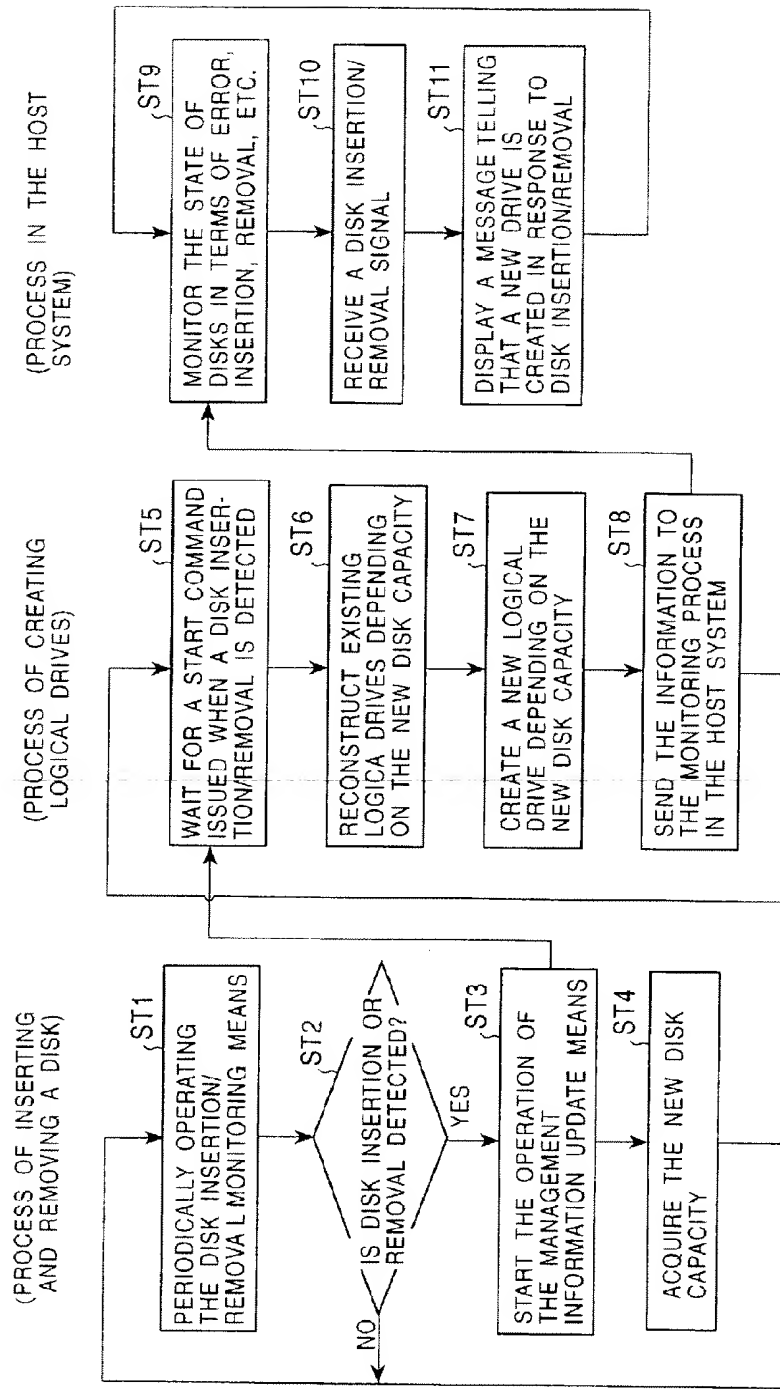 (PROCESS OF INSERTING
AND REMOVING A DISK)
ST1
PERIODICALLY OPERATING
THE DISK INSERTION/
REMOVAL MONITORING MEANS
ST2
IS DISK INSERTION OR
REMOVAL DETECTED?
NO
YES
ST3
START THE OPERATION OF
THE MANAGEMENT
INFORMATION UPDATE MEANS
ST4
ACQUIRE THE NEW DISK
CAPACITY
(PROCESS OF CREATING
LOGICAL DRIVES)
ST5
WAIT FOR A START COMMAND
ISSUED WHEN A DISK INSER-
TION/REMOVAL IS DETECTED
ST6
RECONSTRUCT EXISTING
LOGICA DRIVES DEPENDING
ON THE NEW DISK CAPACITY
ST7
CREATE A NEW LOGICAL
DRIVE DEPENDING ON THE
NEW DISK CAPACITY
ST8
SEND THE INFORMATION TO
THE MONITORING PROCESS
IN THE HOST SYSTEM
(PROCESS IN THE HOST
SYSTEM)
ST9
MONITOR THE STATE OF
DISKS IN TERMS OF ERROR,
INSERTION, REMOVAL, ETC.
ST10
RECEIVE A DISK INSERTION/
REMOVAL SIGNAL
ST11
DISPLAY A MESSAGE TELLING
THAT A NEW DRIVE IS
CREATED IN RESPONSE TO
DISK INSERTION/REMOVAL